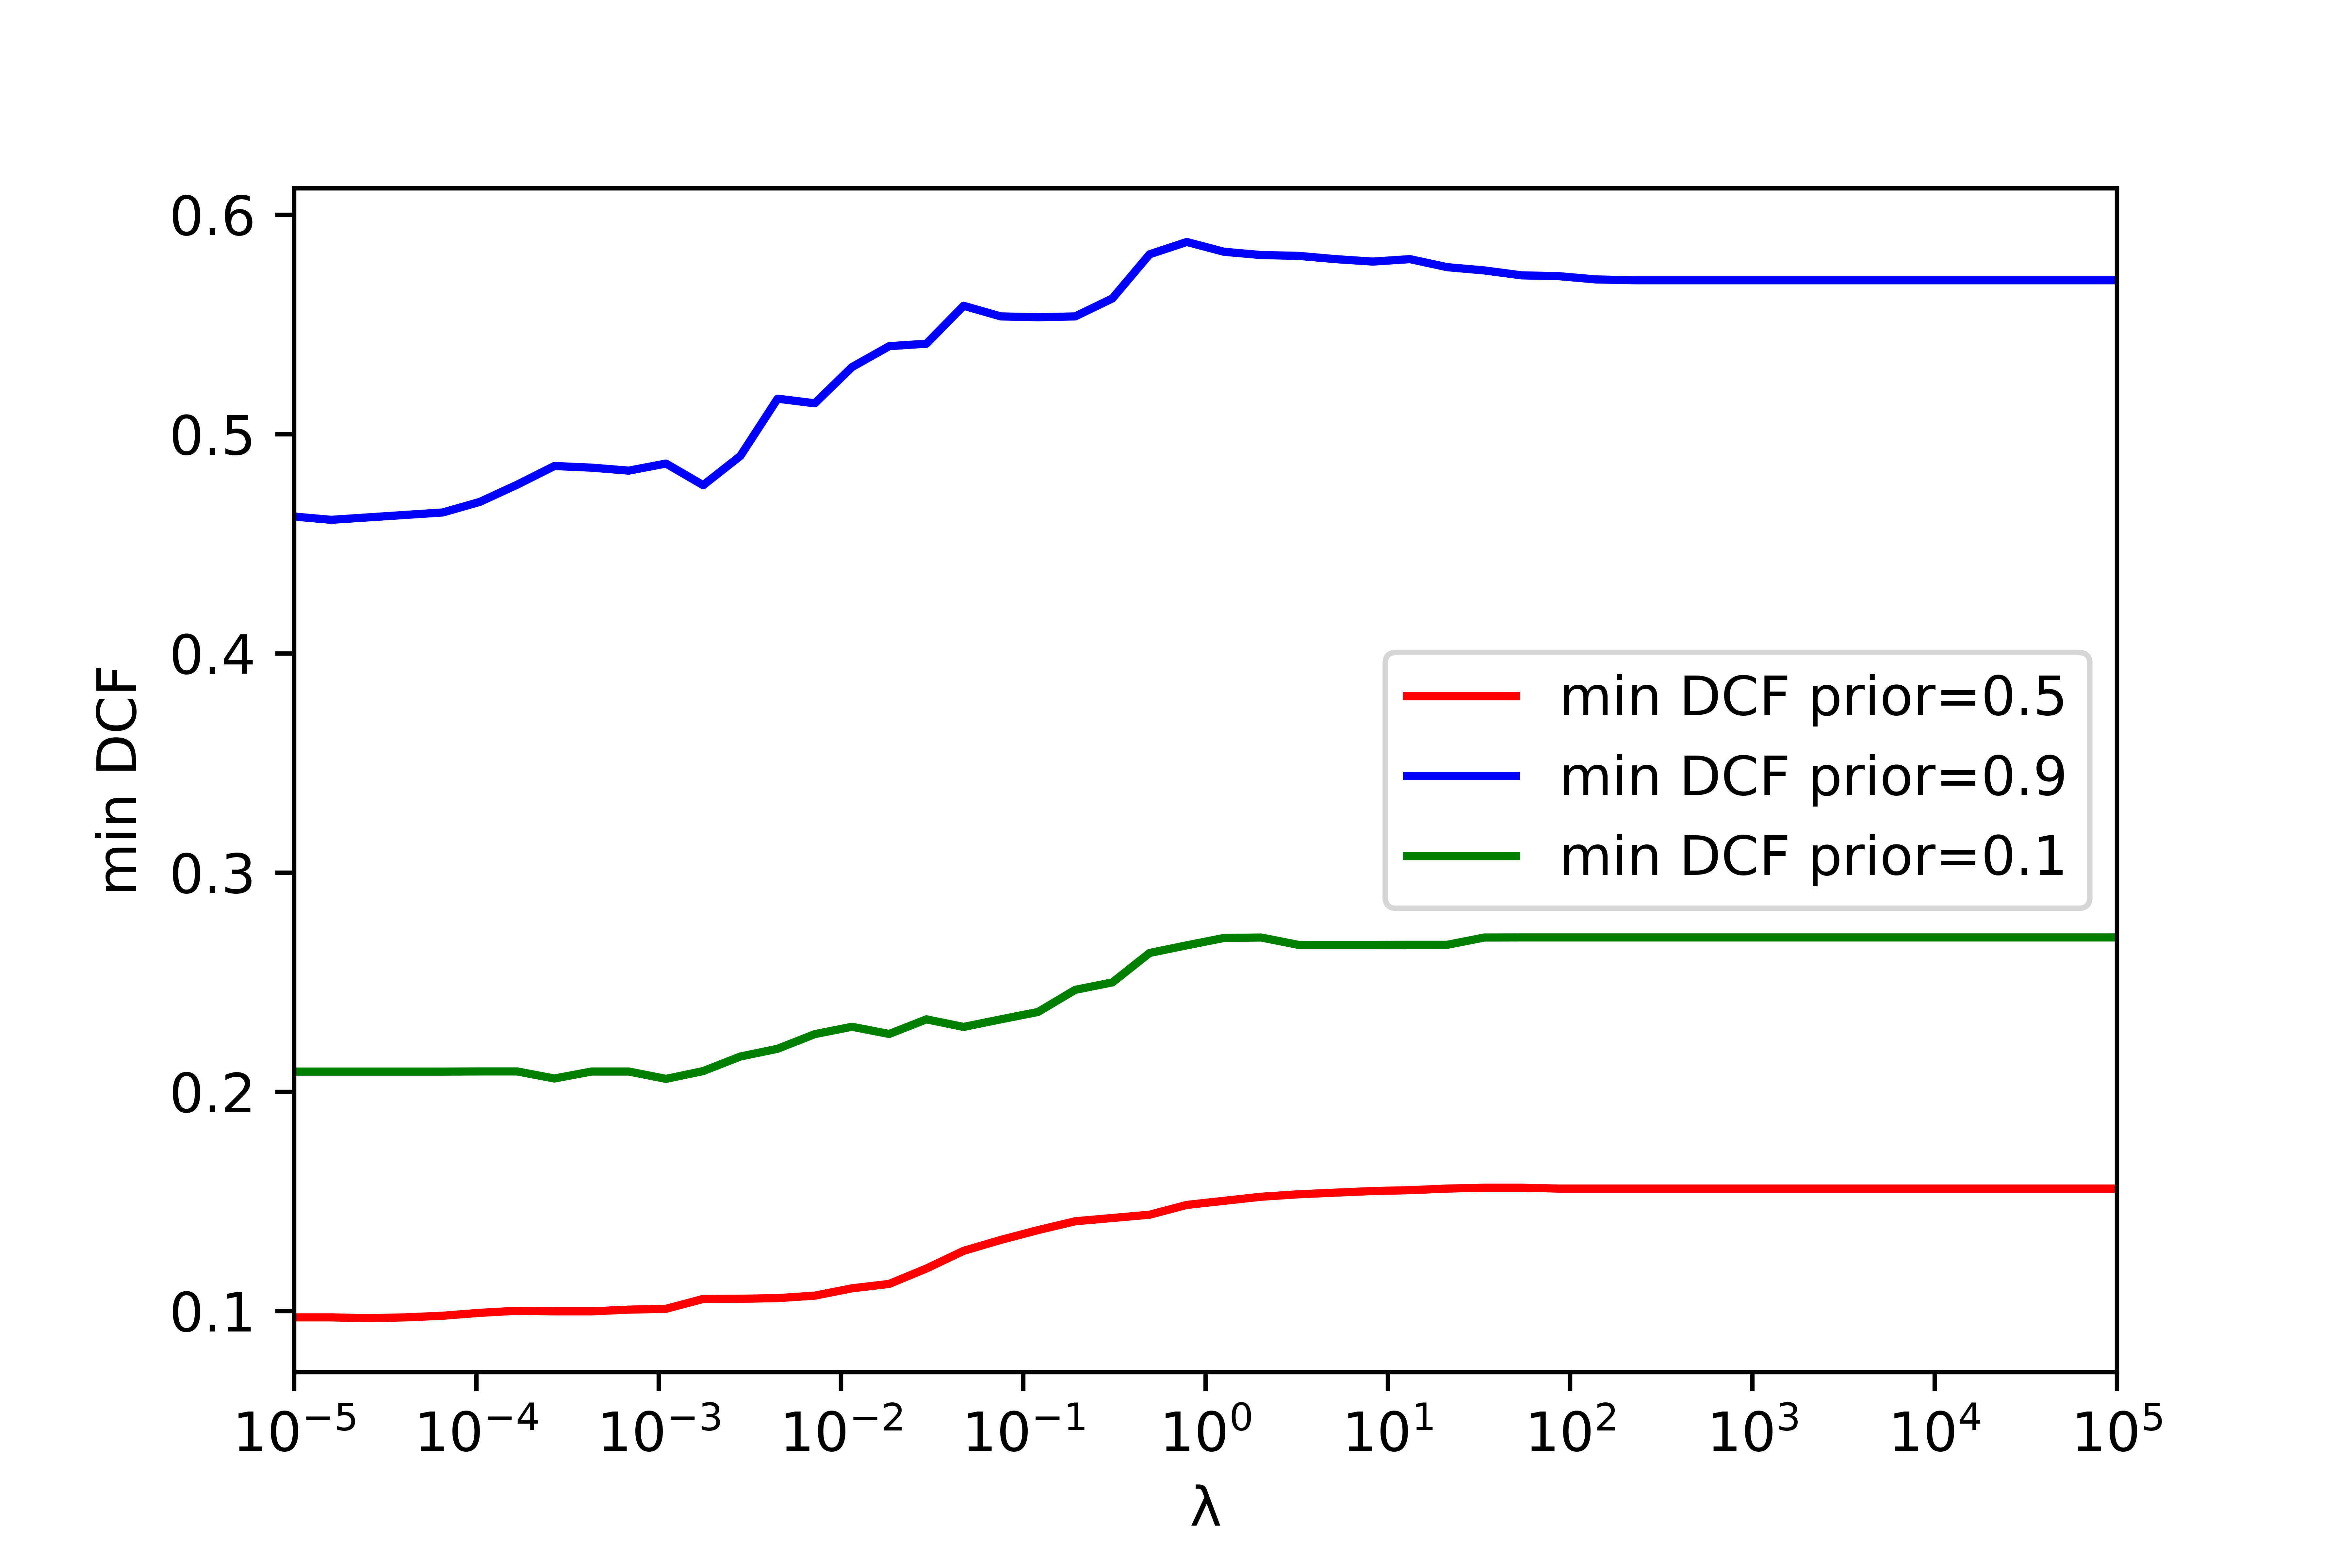 0.6
0.5
0.4
0.3
0.2
0.1
min DCF
min DCF prior=0.5
min DCF prior=0.9
min DCF prior=0.1
10⁻⁵ 10⁻⁴ 10⁻³ 10⁻² 10⁻¹ 10⁰ 10¹ 10² 10³ 10⁴ 10⁵
λ